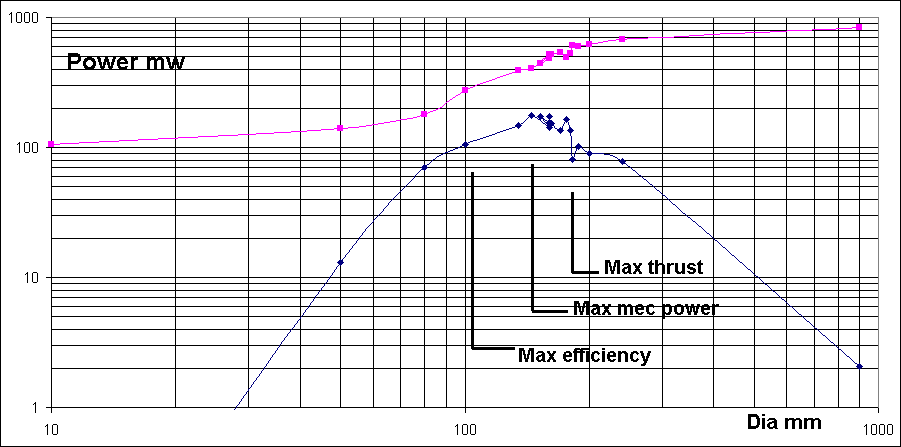 1000
Power mw
100
10
Max thrust
Max mec power
Max efficiency
1
Dia mm
10
100
1000